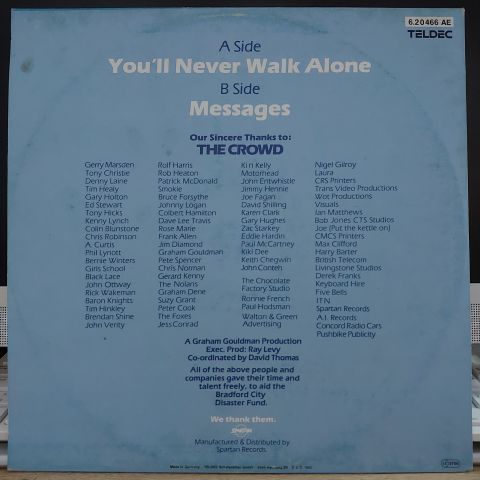 6.20466 AE
TELDEC
A Side
You'll Never Walk Alone
B Side
Messages
Our Sincere Thanks to:
THE CROWD
Gerry Marsden
Tony Christie
Denny Laine
Tim Healy
Gary Holton
Ed Stewart
Tony Hicks
Kenny Lynch
Colin Blunstone
Chris Robinson
A. Curtis
Phil Lynott
Bernie Winters
Girls School
Black Lace
John Ottway
Rick Wakeman
Baron Knights
Tim Hinkley
Brendan Shine
John Verity
Rolf Harris
Rob Heaton
Patrick McDonald
Smokie
Bruce Forsythe
Johnny Logan
Colbert Hamilton
Dave Lee Travis
Rose Marie
Frank Allen
Jim Diamond
Graham Gouldman
Pete Spencer
Chris Norman
Gerard Kenny
The Nolans
Graham Dene
Suzy Grant
Peter Cook
The Foxes
Jess Conrad
Kin Kelly
Motorhead
John Entwhistle
Jimmy Hennie
Joe Fagan
David Shilling
Karen Clark
Gary Hughes
Zac Starkey
Eddie Hardin
Paul McCartney
Kiki Dee
Keith Chegwin
John Conteh
The Chocolate
Factory Studio
Ronnie French
Paul Hodsman
Walton & Green
Advertising
Nigel Gilroy
Laura
CRS Printers
Trans Video Productions
Wot Productions
Visuals
Ian Matthews
Bob Jones CTS Studios
Joe (Put the kettle on)
CMCS Printers
Max Clifford
Harry Barter
British Telecom
Livingstone Studios
Derek Franks
Keyboard Hire
Five Bells
ITN
Spartan Records
A.I. Records
Concord Radio Cars
Pushbike Publicity
A Graham Gouldman Production
Exec. Prod: Ray Levy
Co-ordinated by David Thomas
All of the above people and
companies gave their time and
talent freely, to aid the
Bradford City
Disaster Fund.
We thank them.
Manufactured & Distributed by
Spartan Records.
Made in Germany